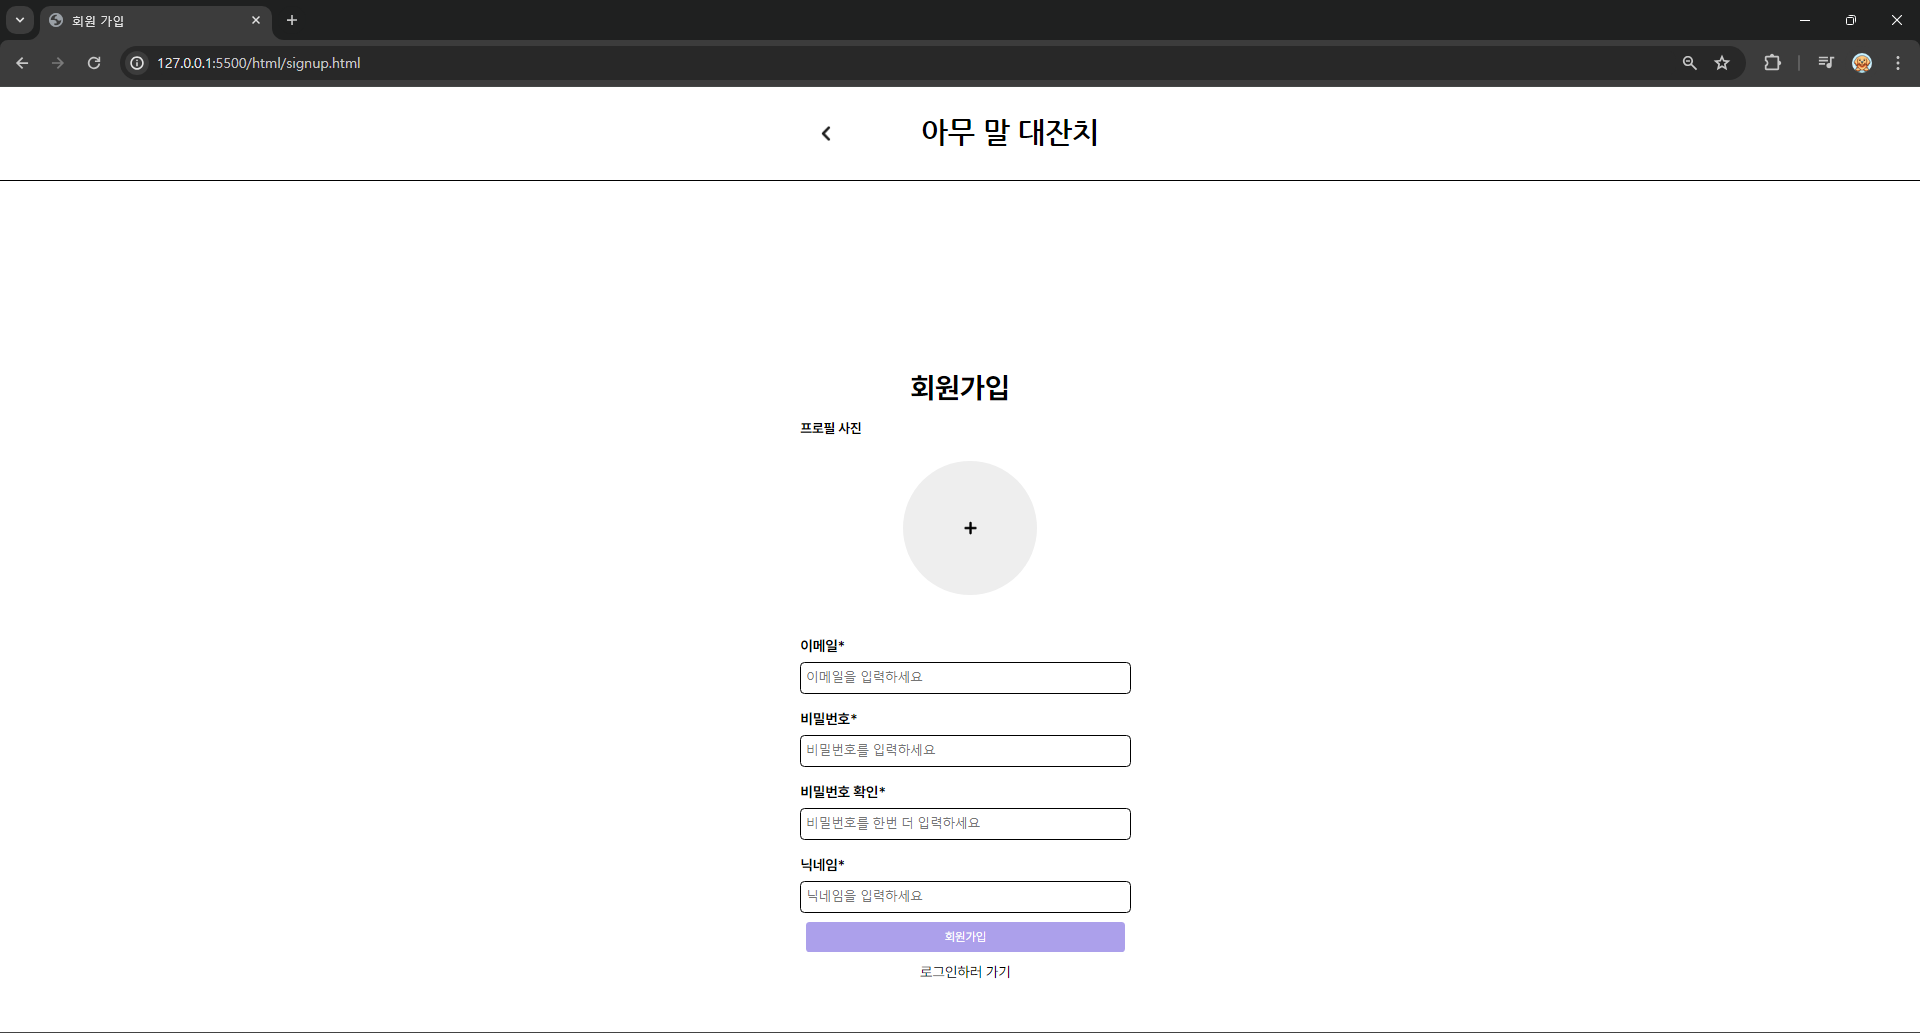 회원 가입
127.0.0.1:5500/html/signup.html
아무 말 대잔치
회원가입
프로필 사진
+
이메일*
이메일을 입력하세요
비밀번호*
비밀번호를 입력하세요
비밀번호 확인*
비밀번호를 한번 더 입력하세요
닉네임*
닉네임을 입력하세요
회원가입
로그인하러 가기